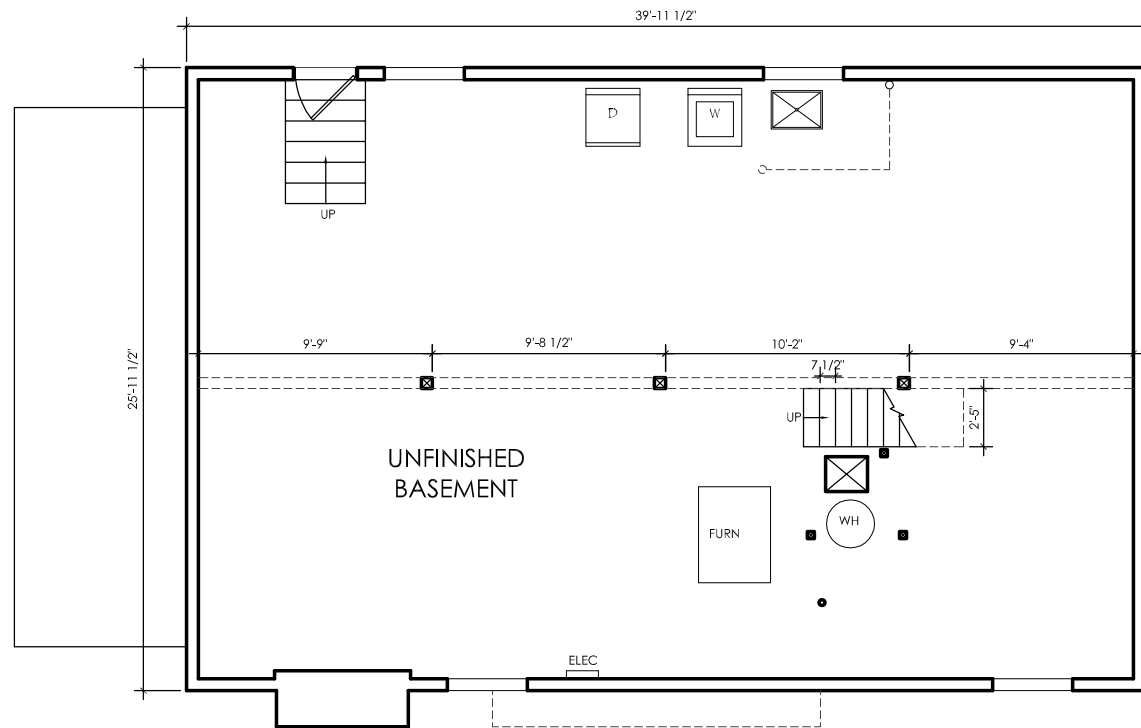 39'-11 1/2"
D
W
UP
9'-9"
9'-8 1/2"
10'-2"
9'-4"
25'-11 1/2"
7 1/2"
UP
2'-5"
UNFINISHED
BASEMENT
FURN
WH
ELEC